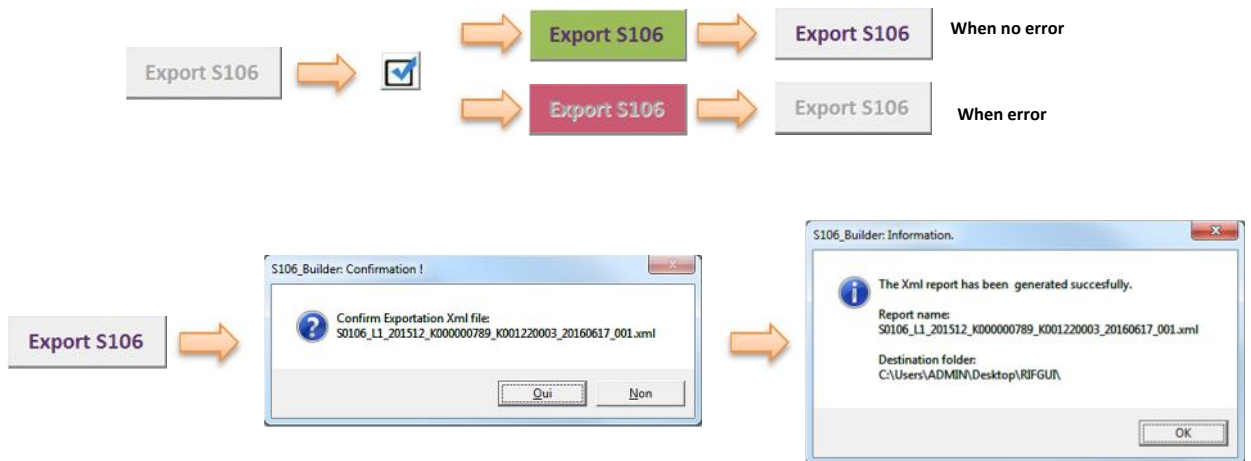 Export S106
Export S106
Export S106
When no error
Export S106
Export S106
When error
Export S106
S106_Builder: Confirmation !
Confirm Exportation Xml file:
S0106_L1_201512_K000000789_K001220003_20160617_001.xml
Oui
Non
S106_Builder: Information.
The Xml report has been generated succesfully.
Report name:
S0106_L1_201512_K000000789_K001220003_20160617_001.xml
Destination folder:
C:\Users\ADMIN\Desktop\RIFGUI\
OK